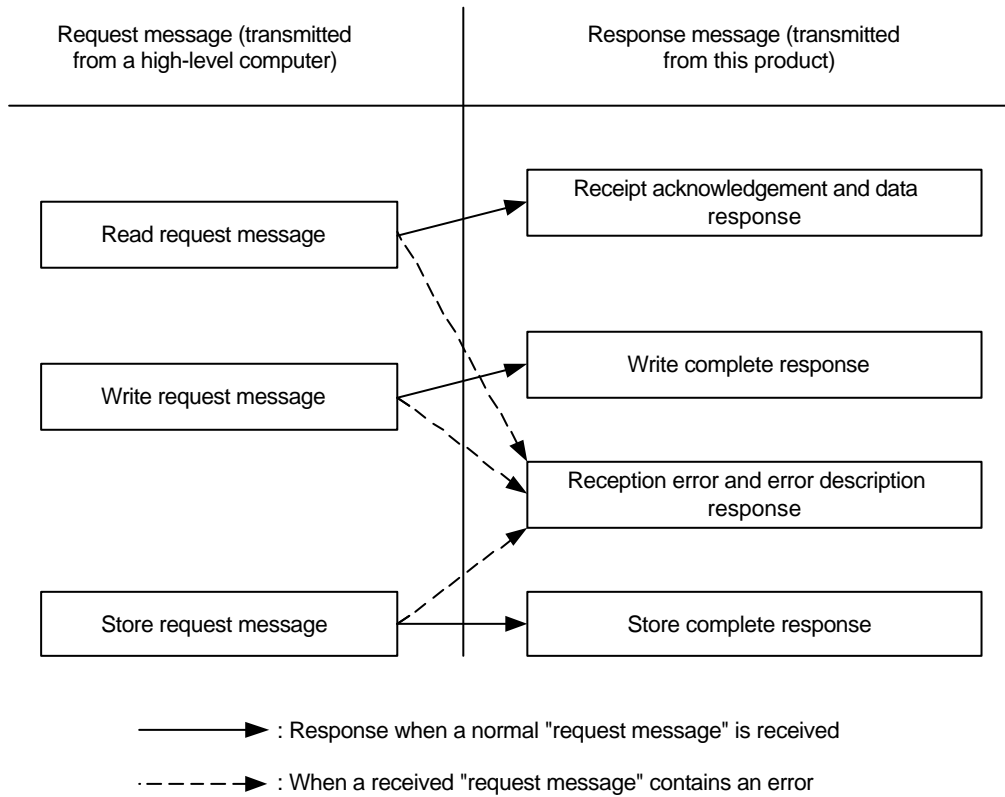 Request message (transmitted
from a high-level computer)
Response message (transmitted
from this product)
Read request message
Receipt acknowledgement and data
response
Write request message
Write complete response
Reception error and error description
response
Store request message
Store complete response
: Response when a normal "request message" is received
: When a received "request message" contains an error